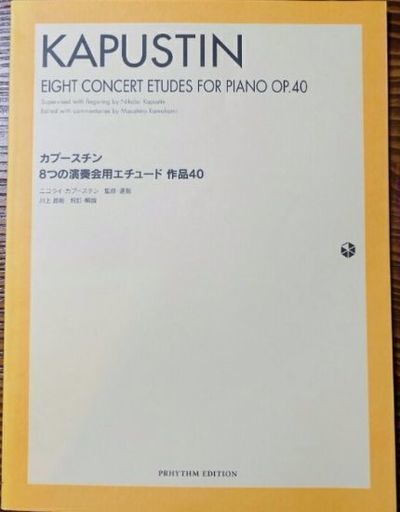 KAPUSTIN
EIGHT CONCERT ETUDES FOR PIANO OP.40
Supervised with fingering by Nikolai Kapustin
Edited with commentaries by Masahiro Kawakami
カプースチン
8つの演奏会用エチュード 作品40
ニコライ・カプースチン 監修・運指
川上 昌裕 校訂・解説
PRHYTHM EDITION